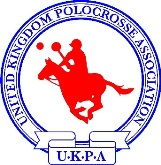 UNITED KINGDOM POLOCROSSE ASSOCIATION
U·K·P·A